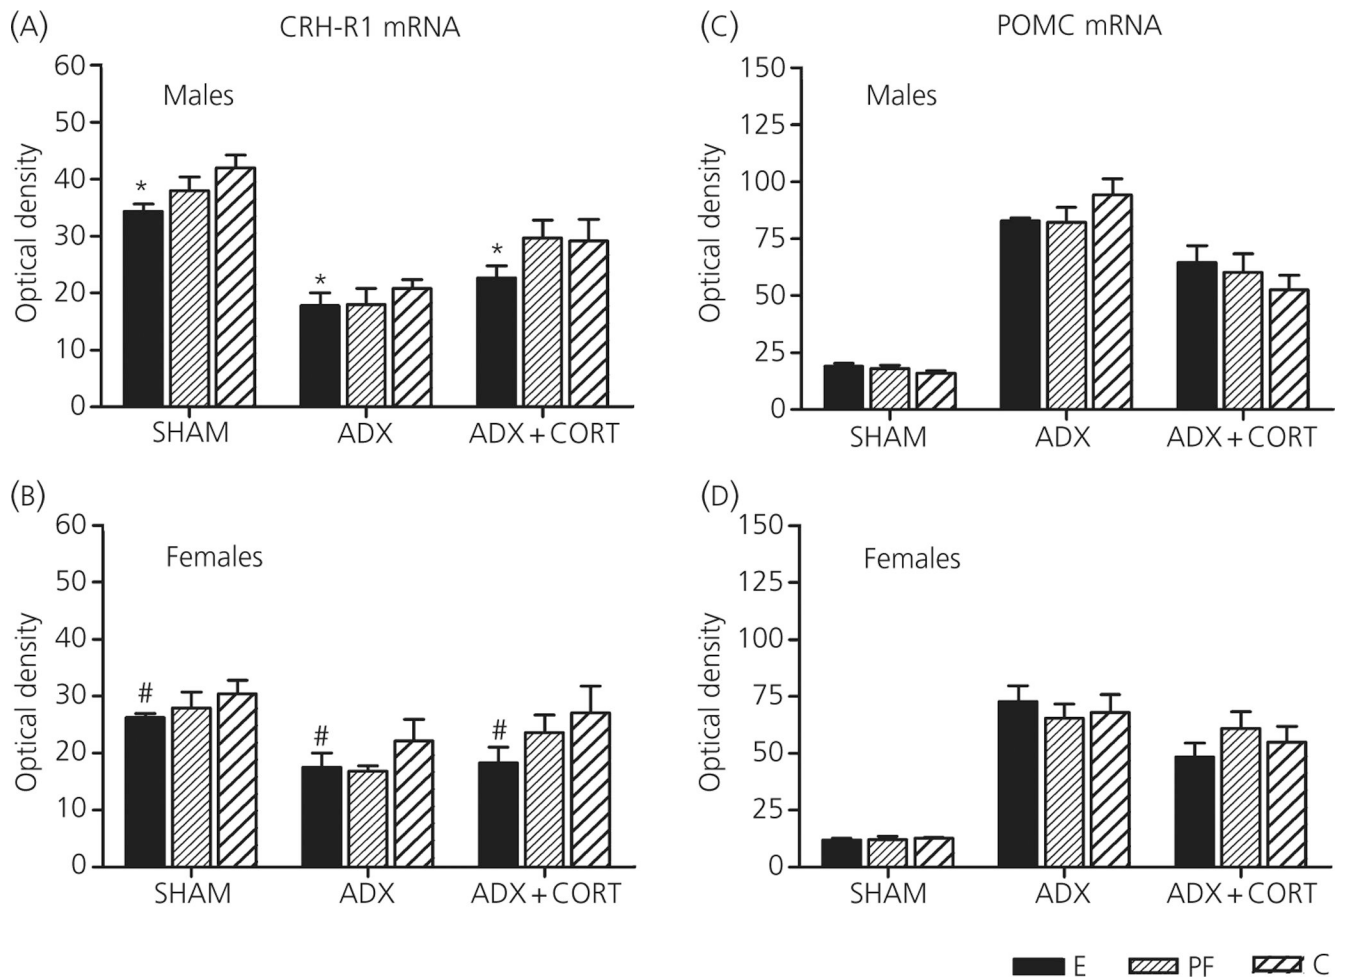 (A) CRH-R1 mRNA
60
Males
50
40
30
20
10
0
Optical density
* * *
SHAM ADX ADX + CORT
(C) POMC mRNA
150
Males
125
100
75
50
25
0
Optical density
SHAM ADX ADX + CORT
(B)
60
Females
50
40
30
20
10
0
Optical density
# # #
SHAM ADX ADX + CORT
(D)
150
Females
125
100
75
50
25
0
Optical density
SHAM ADX ADX + CORT
E PF C